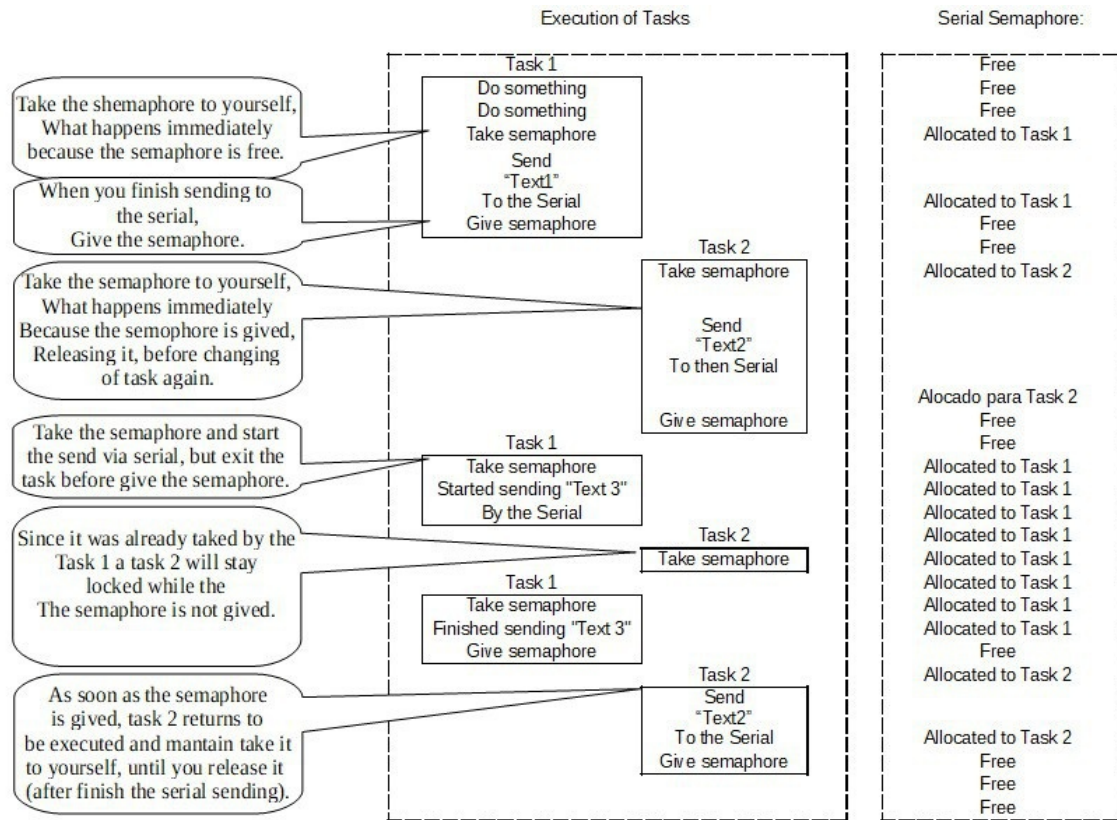 Execution of Tasks
Serial Semaphore:
Take the shemaphore to yourself,
What happens immediately
because the semaphore is free.
When you finish sending to
the serial,
Give the semaphore.
Take the semaphore to yourself,
What happens immediately
Because the semophore is gived,
Releasing it, before changing
of task again.
Take the semaphore and start
the send via serial, but exit the
task before give the semaphore.
Since it was already taked by the
Task 1 a task 2 will stay
locked while the
The semaphore is not gived.
As soon as the semaphore
is gived, task 2 returns to
be executed and mantain take it
to yourself, until you release it
(after finish the serial sending).
Task 1
Do something
Do something
Take semaphore
Send
“Text1”
To the Serial
Give semaphore
Task 2
Take semaphore
Send
“Text2”
To then Serial
Give semaphore
Task 1
Take semaphore
Started sending "Text 3"
By the Serial
Task 2
Take semaphore
Task 1
Take semaphore
Finished sending "Text 3"
Give semaphore
Task 2
Send
“Text2”
To the Serial
Give semaphore
Free
Free
Free
Allocated to Task 1
Allocated to Task 1
Free
Free
Allocated to Task 2
Alocado para Task 2
Free
Free
Allocated to Task 1
Allocated to Task 1
Allocated to Task 1
Allocated to Task 1
Allocated to Task 1
Allocated to Task 1
Allocated to Task 1
Allocated to Task 1
Free
Allocated to Task 2
Allocated to Task 2
Free
Free
Free